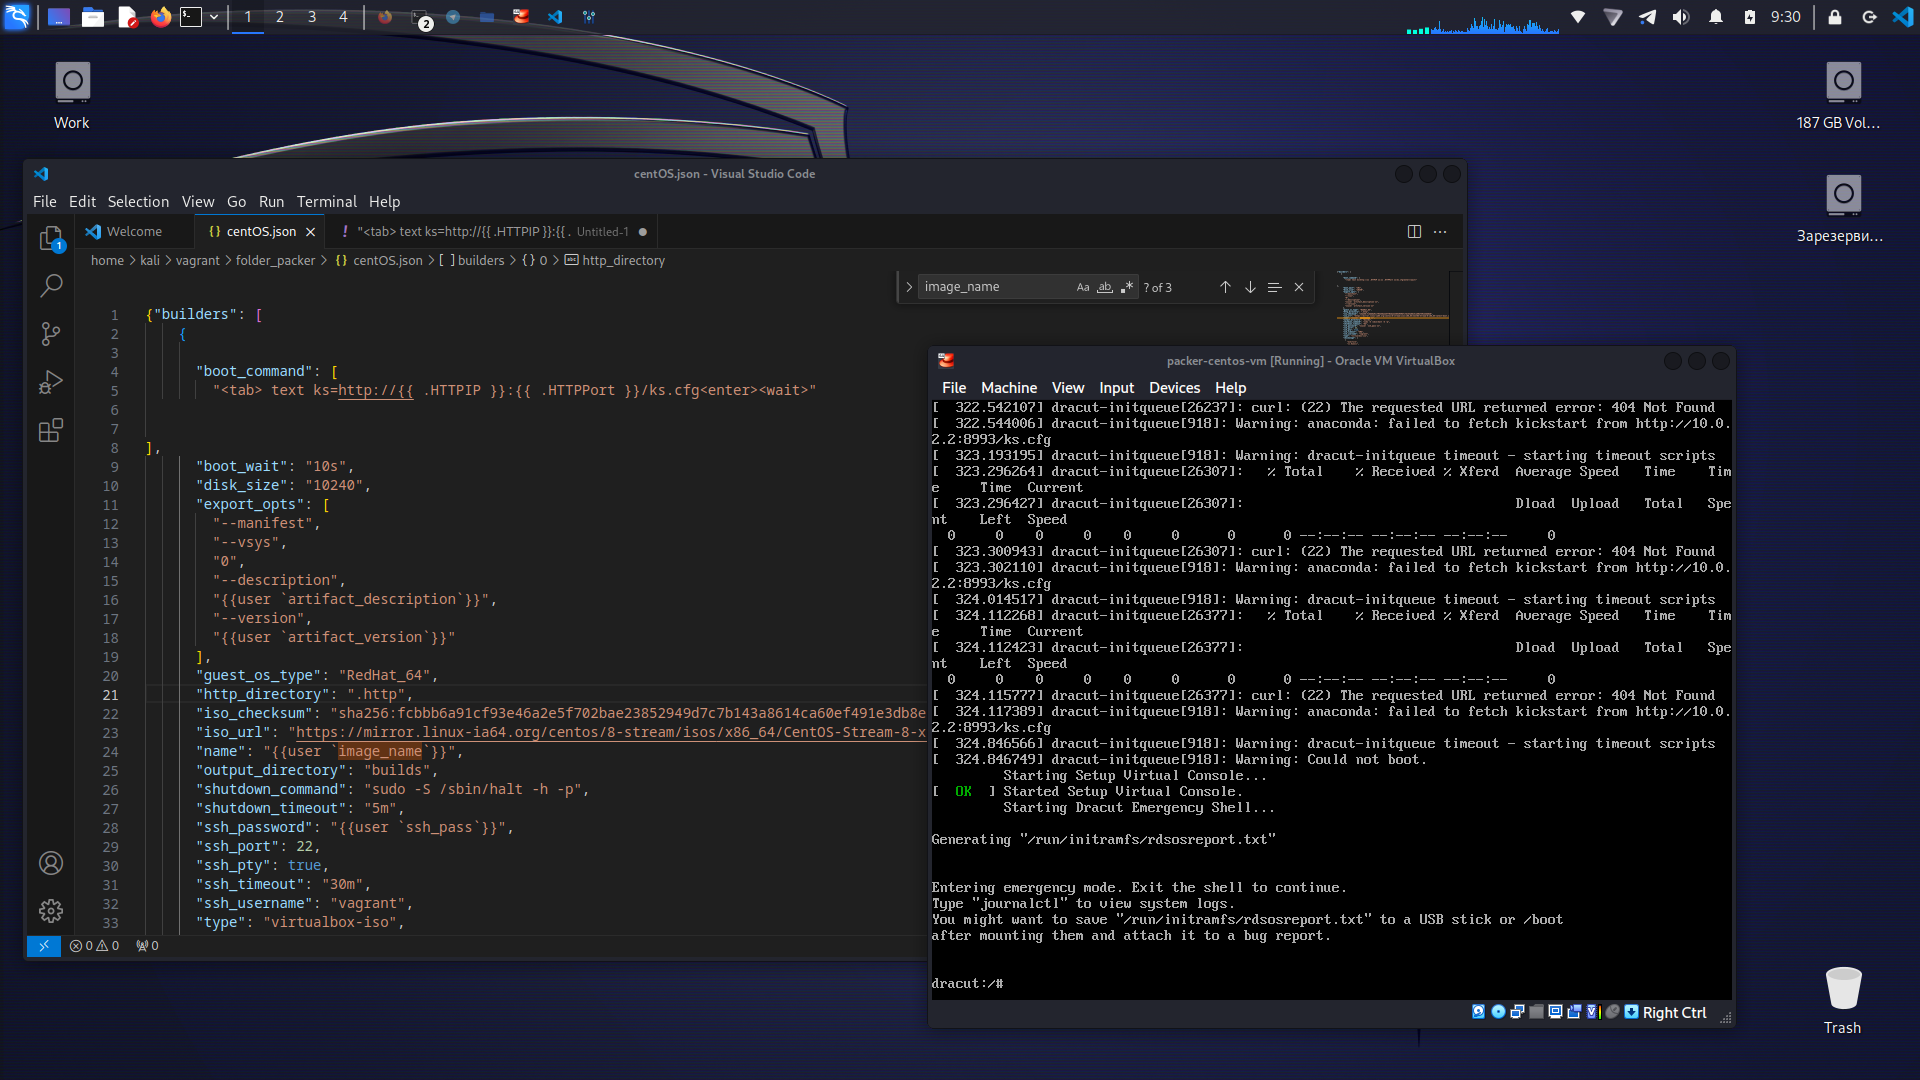 1
2
3
4
2
9:30
Work
187 GB Vol...
Зарезерви...
Trash
centOS.json - Visual Studio Code
File Edit Selection View Go Run Terminal Help
1
Welcome
{} centOS.json
! "<tab> text ks=http://{{ .HTTPIP }}:{{ . Untitled-1
home > kali > vagrant > folder_packer > {} centOS.json > [ ] builders > {} 0 > abc http_directory
image_name Aa ab ? of 3
1 {"builders": [
2 {
3
4 "boot_command": [
5 "<tab> text ks=http://{{ .HTTPIP }}:{{ .HTTPPort }}/ks.cfg<enter><wait>"
6
7
8 ],
9 "boot_wait": "10s",
10 "disk_size": "10240",
11 "export_opts": [
12 "--manifest",
13 "--vsys",
14 "0",
15 "--description",
16 "{{user `artifact_description`}}",
17 "--version",
18 "{{user `artifact_version`}}"
19 ],
20 "guest_os_type": "RedHat_64",
21 "http_directory": ".http",
22 "iso_checksum": "sha256:fcbbb6a91cf93e46a2e5f702bae23852949d7c7b143a8614ca60ef491e3db8e
23 "iso_url": "https://mirror.linux-ia64.org/centos/8-stream/isos/x86_64/CentOS-Stream-8-x
24 "name": "{{user `image_name`}}",
25 "output_directory": "builds",
26 "shutdown_command": "sudo -S /sbin/halt -h -p",
27 "shutdown_timeout": "5m",
28 "ssh_password": "{{user `ssh_pass`}}",
29 "ssh_port": 22,
30 "ssh_pty": true,
31 "ssh_timeout": "30m",
32 "ssh_username": "vagrant",
33 "type": "virtualbox-iso",
0 0 0
packer-centos-vm [Running] - Oracle VM VirtualBox
File Machine View Input Devices Help
[  322.542107] dracut-initqueue[26237]: curl: (22) The requested URL returned error: 404 Not Found
[  322.544006] dracut-initqueue[918]: Warning: anaconda: failed to fetch kickstart from http://10.0.
2.2:8993/ks.cfg
[  323.193195] dracut-initqueue[918]: Warning: dracut-initqueue timeout - starting timeout scripts
[  323.296264] dracut-initqueue[26307]:   % Total    % Received % Xferd  Average Speed   Time    Tim
e     Time  Current
[  323.296427] dracut-initqueue[26307]:                                  Dload  Upload   Total   Spe
nt    Left  Speed
  0     0    0     0    0     0      0      0 --:--:-- --:--:-- --:--:--     0
[  323.300943] dracut-initqueue[26307]: curl: (22) The requested URL returned error: 404 Not Found
[  323.302110] dracut-initqueue[918]: Warning: anaconda: failed to fetch kickstart from http://10.0.
2.2:8993/ks.cfg
[  324.014517] dracut-initqueue[918]: Warning: dracut-initqueue timeout - starting timeout scripts
[  324.112268] dracut-initqueue[26377]:   % Total    % Received % Xferd  Average Speed   Time    Tim
e     Time  Current
[  324.112423] dracut-initqueue[26377]:                                  Dload  Upload   Total   Spe
nt    Left  Speed
  0     0    0     0    0     0      0      0 --:--:-- --:--:-- --:--:--     0
[  324.115777] dracut-initqueue[26377]: curl: (22) The requested URL returned error: 404 Not Found
[  324.117389] dracut-initqueue[918]: Warning: anaconda: failed to fetch kickstart from http://10.0.
2.2:8993/ks.cfg
[  324.846566] dracut-initqueue[918]: Warning: dracut-initqueue timeout - starting timeout scripts
[  324.846749] dracut-initqueue[918]: Warning: Could not boot.
Starting Setup Virtual Console...
[  OK  ] Started Setup Virtual Console.
Starting Dracut Emergency Shell...
Generating "/run/initramfs/rdsosreport.txt"
Entering emergency mode. Exit the shell to continue.
Type "journalctl" to view system logs.
You might want to save "/run/initramfs/rdsosreport.txt" to a USB stick or /boot
after mounting them and attach it to a bug report.
dracut:/#
Right Ctrl